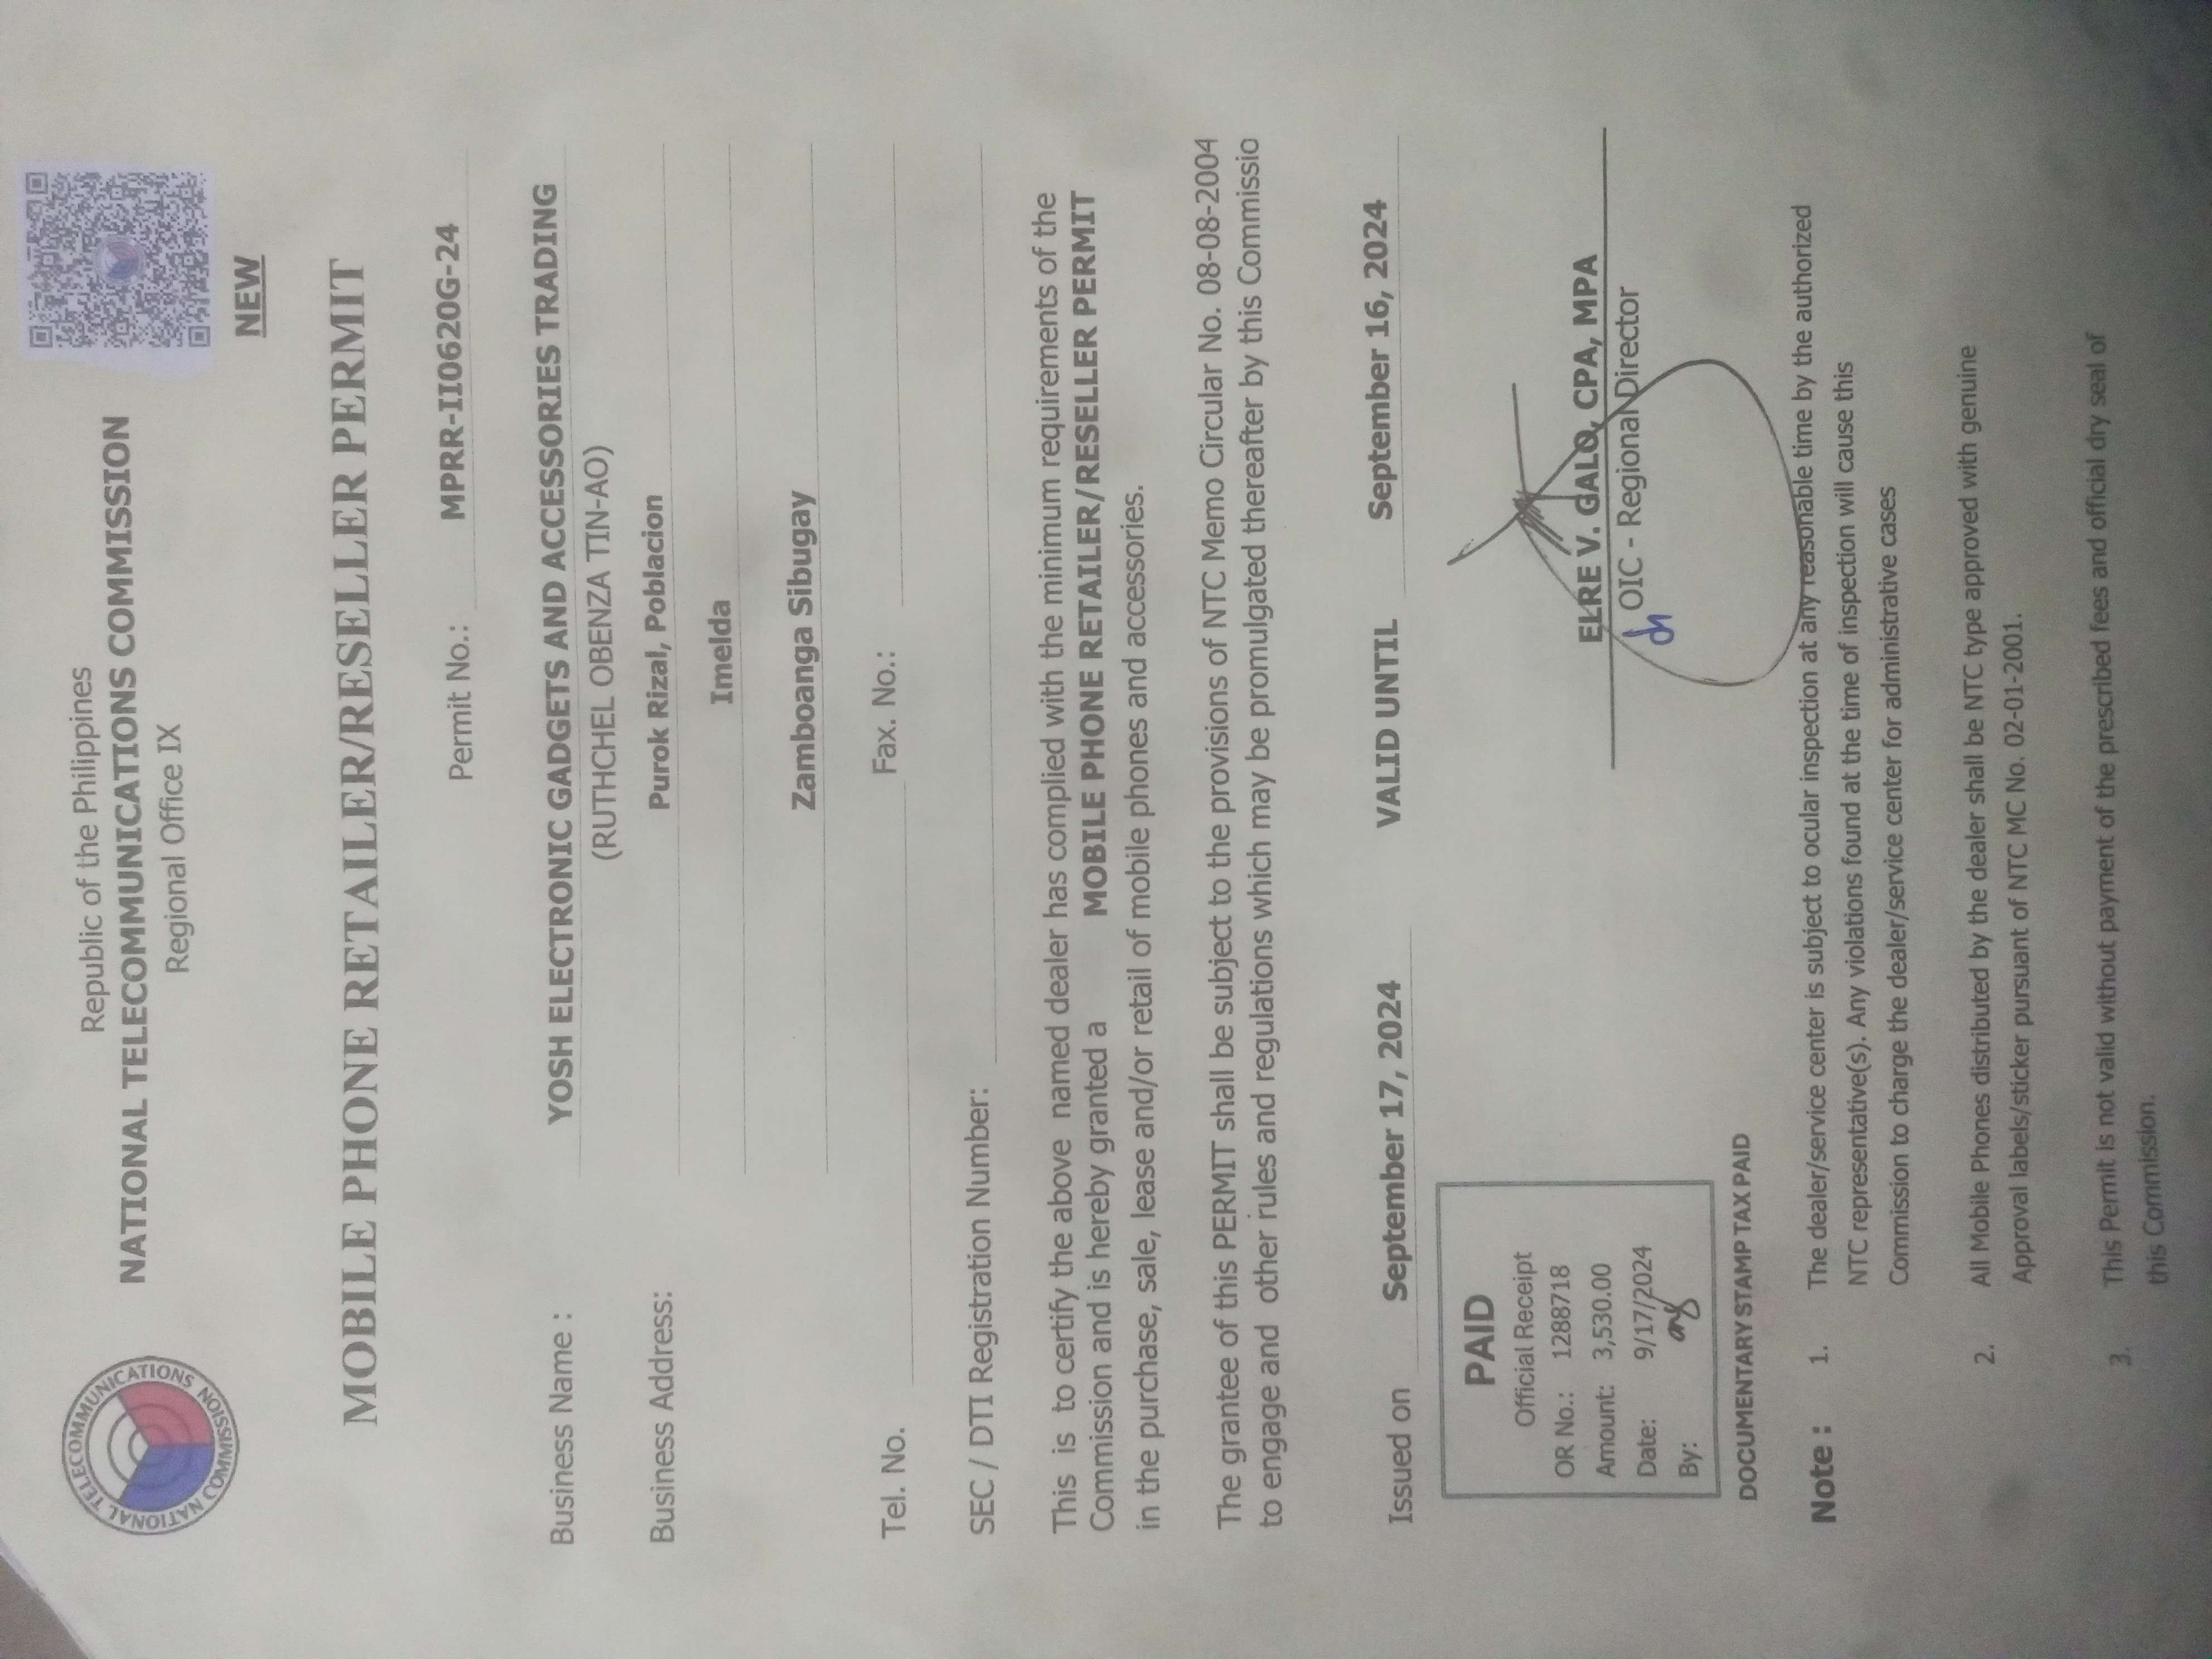 NATIONAL TELECOMMUNICATIONS COMMISSION
Republic of the Philippines
NATIONAL TELECOMMUNICATIONS COMMISSION
Regional Office IX
NEW
MOBILE PHONE RETAILER/RESELLER PERMIT
Permit No.: MPRR-II0620G-24
Business Name : YOSH ELECTRONIC GADGETS AND ACCESSORIES TRADING
(RUTHCHEL OBENZA TIN-AO)
Business Address: Purok Rizal, Poblacion
Imelda
Zamboanga Sibugay
Tel. No. Fax. No.:
SEC / DTI Registration Number:
This is to certify the above named dealer has complied with the minimum requirements of the
Commission and is hereby granted a MOBILE PHONE RETAILER/RESELLER PERMIT
in the purchase, sale, lease and/or retail of mobile phones and accessories.
The grantee of this PERMIT shall be subject to the provisions of NTC Memo Circular No. 08-08-2004
to engage and other rules and regulations which may be promulgated thereafter by this Commissio
Issued on September 17, 2024 VALID UNTIL September 16, 2024
PAID
Official Receipt
OR No.: 1288718
Amount: 3,530.00
Date: 9/17/2024
By:
ELRE V. GALO, CPA, MPA
OIC - Regional Director
DOCUMENTARY STAMP TAX PAID
Note : 1. The dealer/service center is subject to ocular inspection at any reasonable time by the authorized
NTC representative(s). Any violations found at the time of inspection will cause this
Commission to charge the dealer/service center for administrative cases
2. All Mobile Phones distributed by the dealer shall be NTC type approved with genuine
Approval labels/sticker pursuant of NTC MC No. 02-01-2001.
3. This Permit is not valid without payment of the prescribed fees and official dry seal of
this Commission.